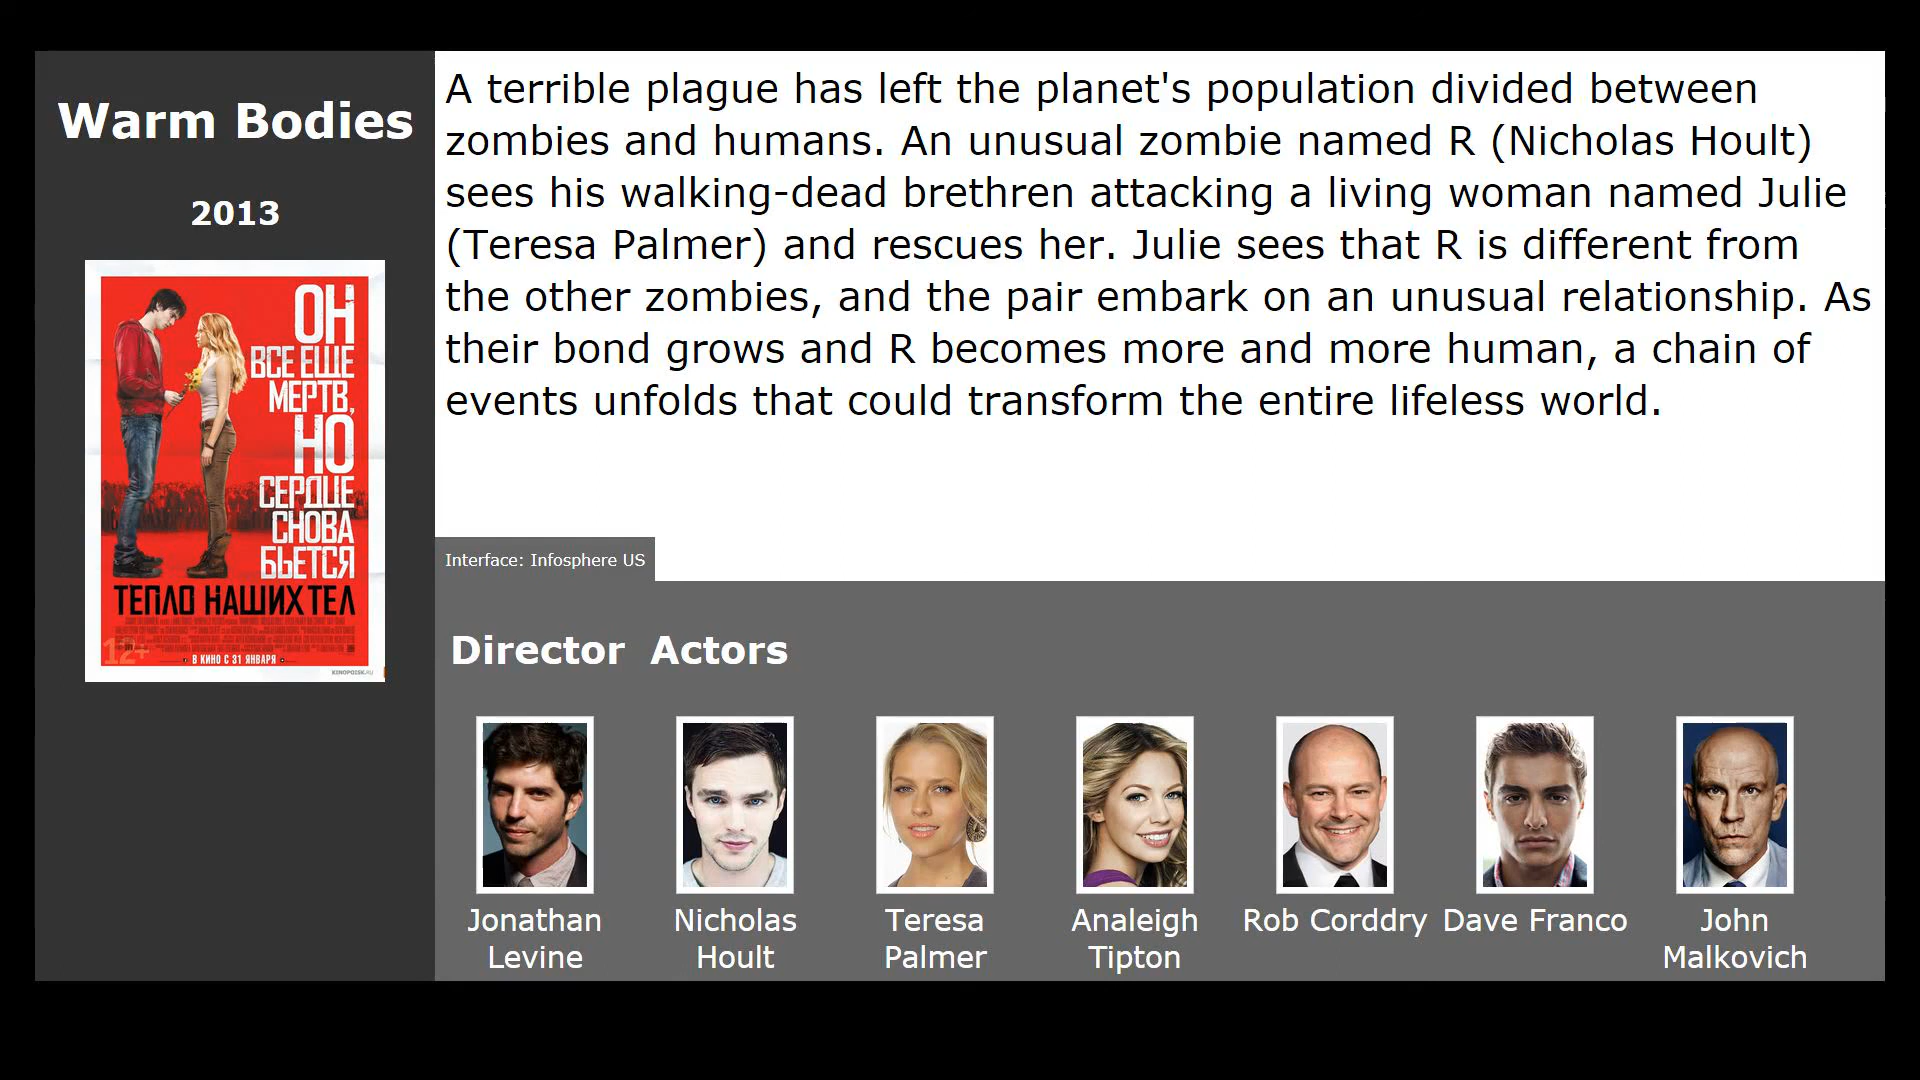 Warm Bodies
2013
ОН
ВСЕ ЕЩЕ
МЕРТВ,
НО
СЕРДЦЕ
СНОВА
БЬЕТСЯ
ТЕПЛО НАШИХ ТЕЛ
12+
В КИНО С 31 ЯНВАРЯ
KINOPOISK.RU
A terrible plague has left the planet's population divided between
zombies and humans. An unusual zombie named R (Nicholas Hoult)
sees his walking-dead brethren attacking a living woman named Julie
(Teresa Palmer) and rescues her. Julie sees that R is different from
the other zombies, and the pair embark on an unusual relationship. As
their bond grows and R becomes more and more human, a chain of
events unfolds that could transform the entire lifeless world.
Interface: Infosphere US
Director Actors
Jonathan
Levine
Nicholas
Hoult
Teresa
Palmer
Analeigh
Tipton
Rob Corddry
Dave Franco
John
Malkovich